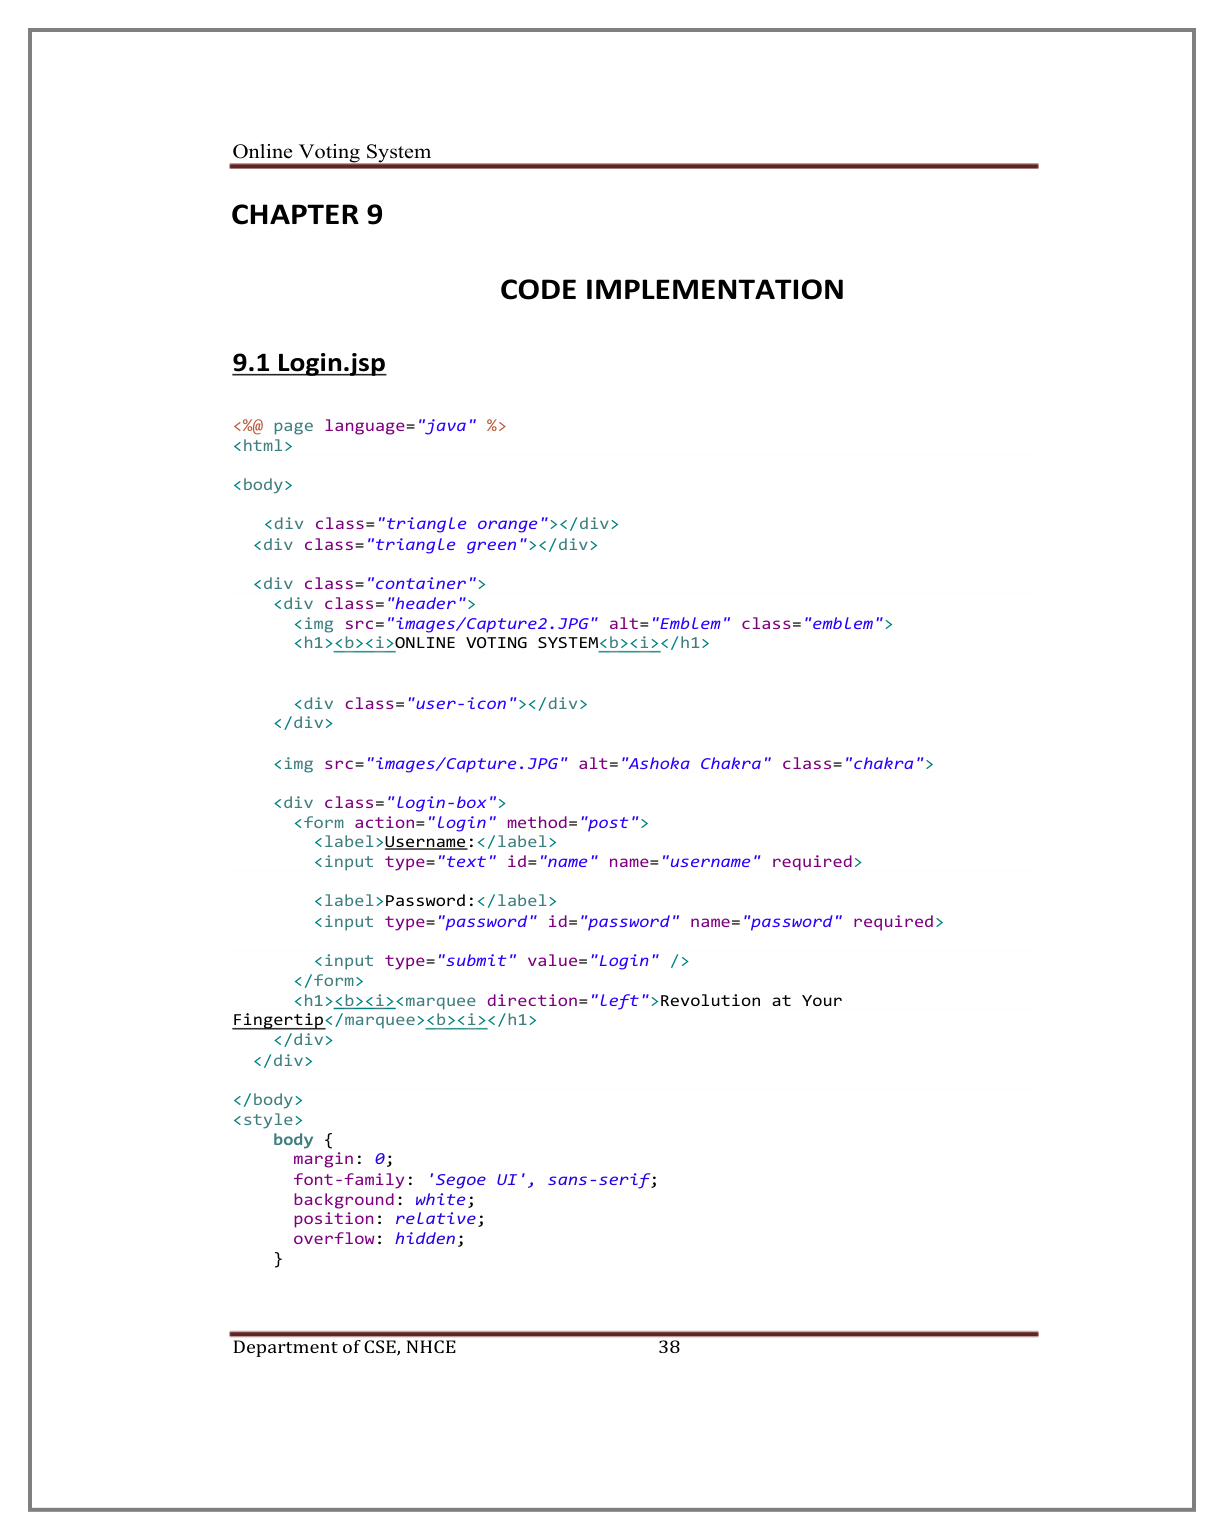 Online Voting System
CHAPTER 9
CODE IMPLEMENTATION
9.1 Login.jsp
<%@ page language="java" %>
<html>
<body>
<div class="triangle orange"></div>
<div class="triangle green"></div>
<div class="container">
<div class="header">
<img src="images/Capture2.JPG" alt="Emblem" class="emblem">
<h1><b><i>ONLINE VOTING SYSTEM<b><i></h1>
<div class="user-icon"></div>
</div>
<img src="images/Capture.JPG" alt="Ashoka Chakra" class="chakra">
<div class="login-box">
<form action="login" method="post">
<label>Username:</label>
<input type="text" id="name" name="username" required>
<label>Password:</label>
<input type="password" id="password" name="password" required>
<input type="submit" value="Login" />
</form>
<h1><b><i><marquee direction="left">Revolution at Your
Fingertip</marquee><b><i></h1>
</div>
</div>
</body>
<style>
body {
margin: 0;
font-family: 'Segoe UI', sans-serif;
background: white;
position: relative;
overflow: hidden;
}
Department of CSE, NHCE 38